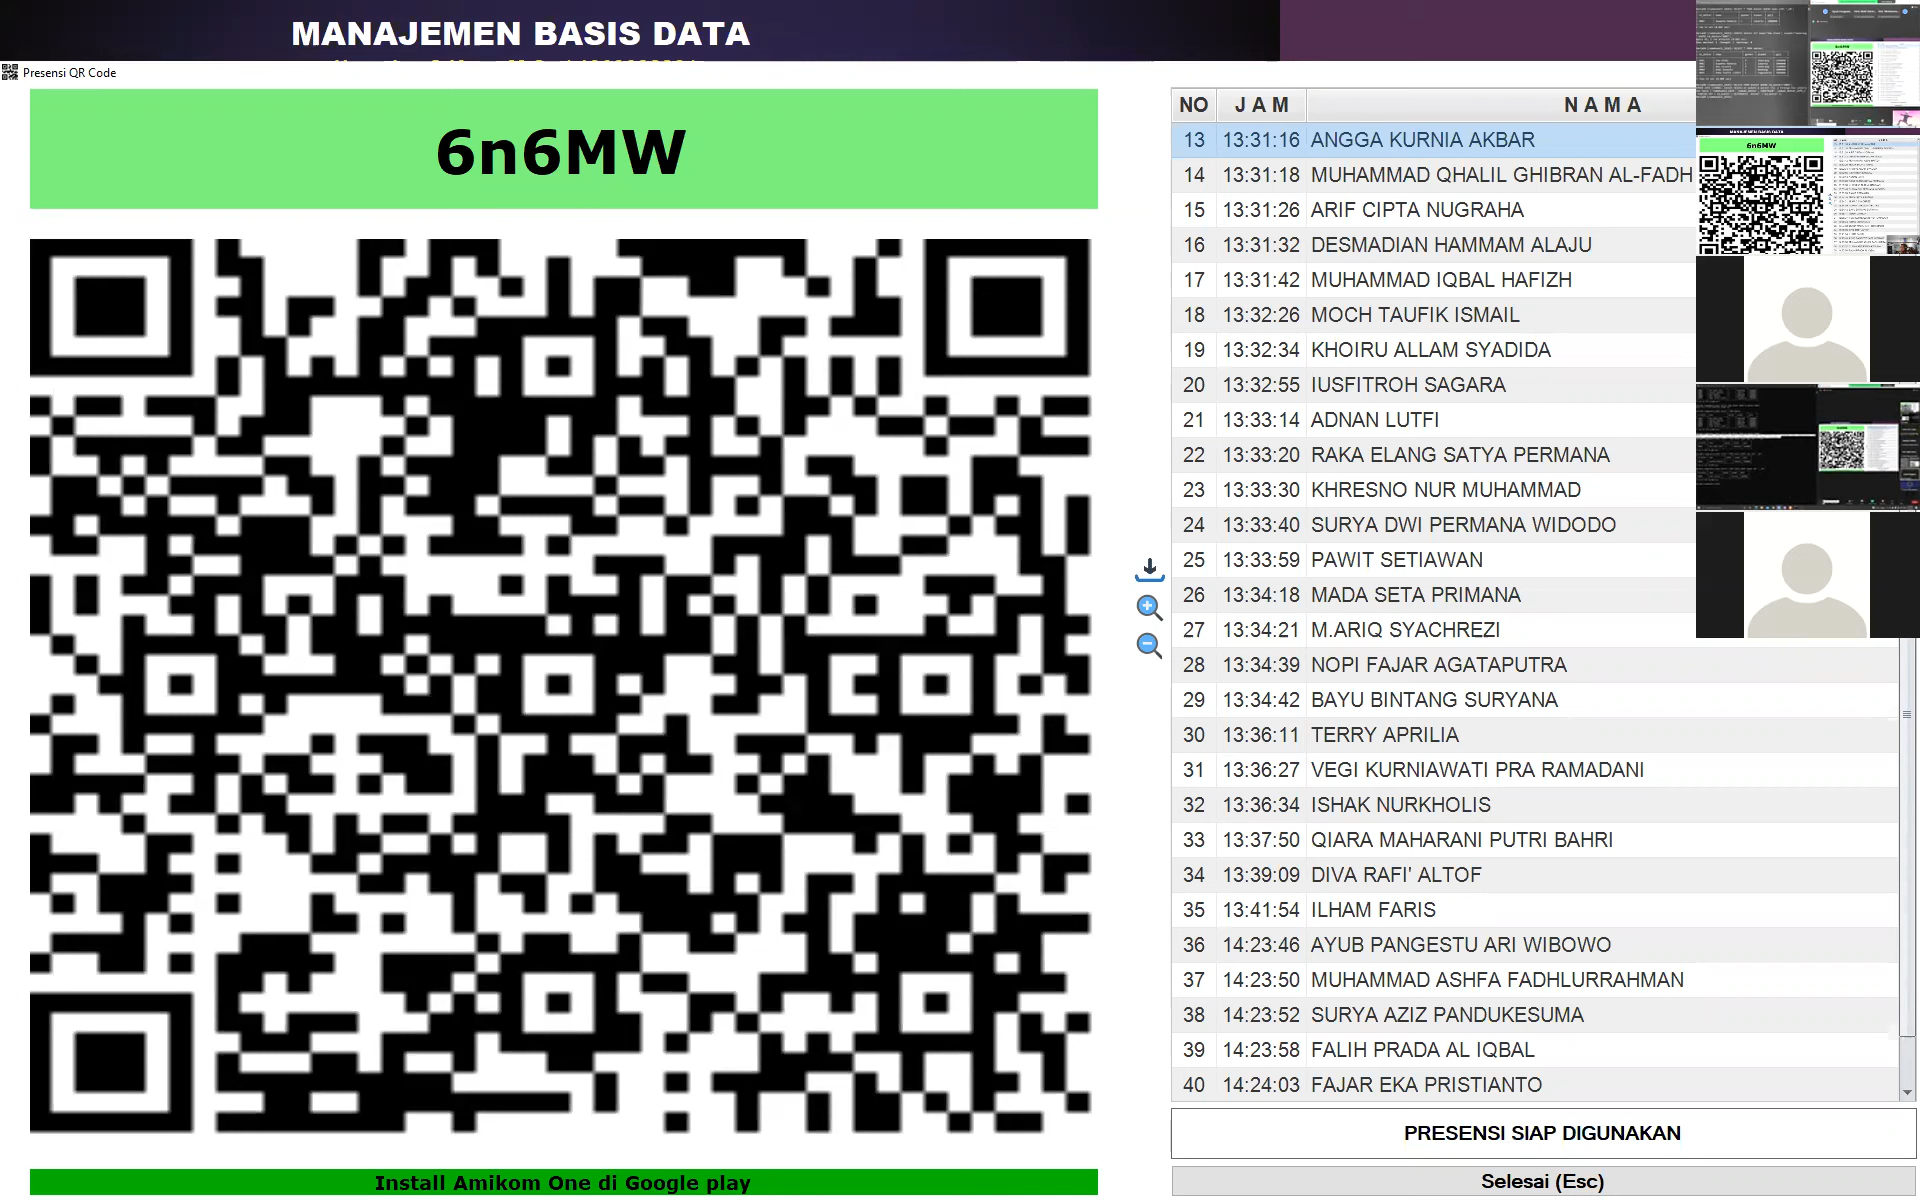 MANAJEMEN BASIS DATA
Presensi QR Code
6n6MW
NO JAM NAMA
13 13:31:16 ANGGA KURNIA AKBAR
14 13:31:18 MUHAMMAD QHALIL GHIBRAN AL-FADH
15 13:31:26 ARIF CIPTA NUGRAHA
16 13:31:32 DESMADIAN HAMMAM ALAJU
17 13:31:42 MUHAMMAD IQBAL HAFIZH
18 13:32:26 MOCH TAUFIK ISMAIL
19 13:32:34 KHOIRU ALLAM SYADIDA
20 13:32:55 IUSFITROH SAGARA
21 13:33:14 ADNAN LUTFI
22 13:33:20 RAKA ELANG SATYA PERMANA
23 13:33:30 KHRESNO NUR MUHAMMAD
24 13:33:40 SURYA DWI PERMANA WIDODO
25 13:33:59 PAWIT SETIAWAN
26 13:34:18 MADA SETA PRIMANA
27 13:34:21 M.ARIQ SYACHREZI
28 13:34:39 NOPI FAJAR AGATAPUTRA
29 13:34:42 BAYU BINTANG SURYANA
30 13:36:11 TERRY APRILIA
31 13:36:27 VEGI KURNIAWATI PRA RAMADANI
32 13:36:34 ISHAK NURKHOLIS
33 13:37:50 QIARA MAHARANI PUTRI BAHRI
34 13:39:09 DIVA RAFI' ALTOF
35 13:41:54 ILHAM FARIS
36 14:23:46 AYUB PANGESTU ARI WIBOWO
37 14:23:50 MUHAMMAD ASHFA FADHLURRAHMAN
38 14:23:52 SURYA AZIZ PANDUKESUMA
39 14:23:58 FALIH PRADA AL IQBAL
40 14:24:03 FAJAR EKA PRISTIANTO
PRESENSI SIAP DIGUNAKAN
Selesai (Esc)
Install Amikom One di Google play
MANAJEMEN BASIS DATA
6n6MW